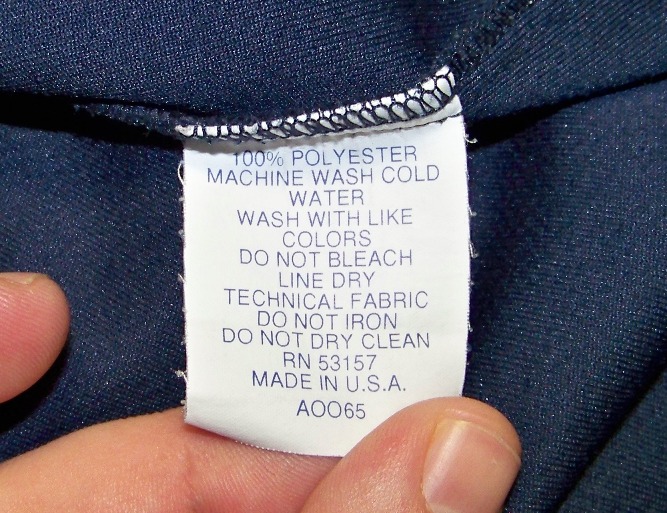 100% POLYESTER
MACHINE WASH COLD
WATER
WASH WITH LIKE
COLORS
DO NOT BLEACH
LINE DRY
TECHNICAL FABRIC
DO NOT IRON
DO NOT DRY CLEAN
RN 53157
MADE IN U.S.A.
AOO65